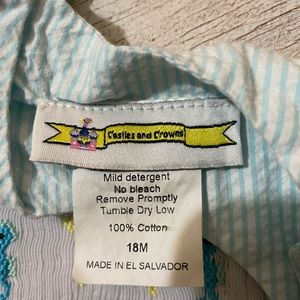 Castles and Crowns
Mild detergent
No bleach
Remove Promptly
Tumble Dry Low
100% Cotton
18M
MADE IN EL SALVADOR